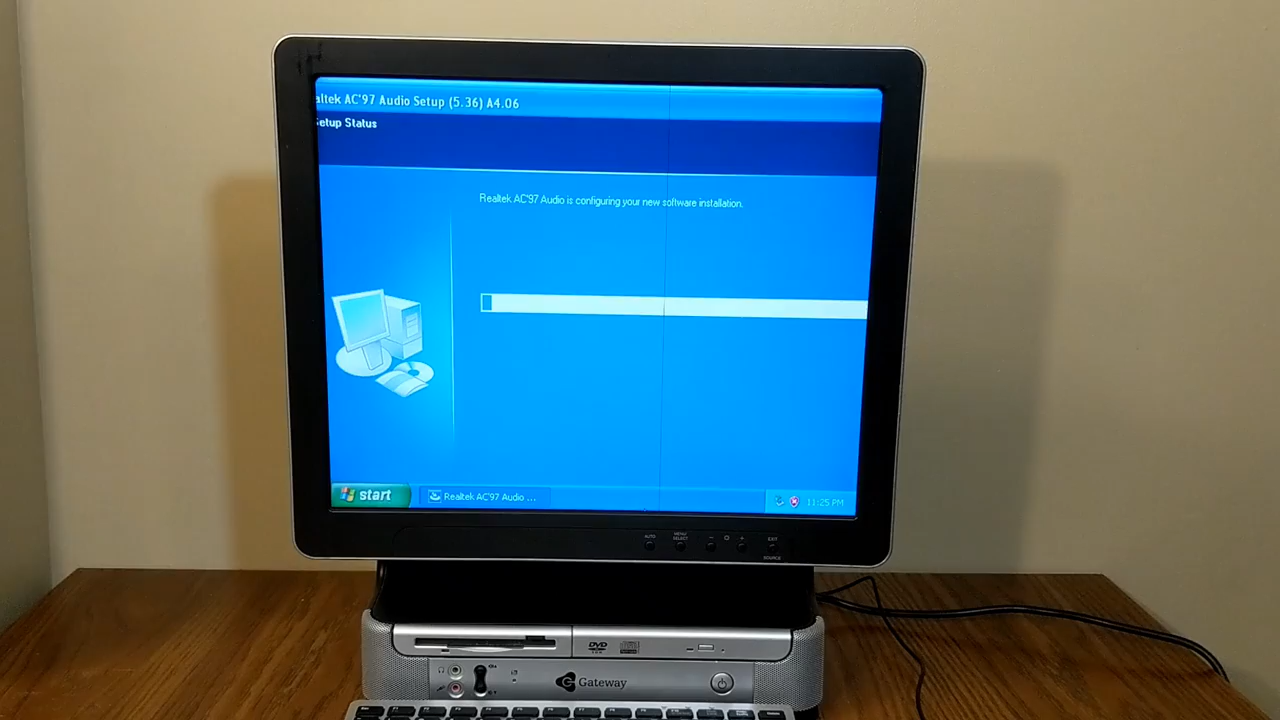 altek AC'97 Audio Setup (5.36) A4.06
Setup Status
Realtek AC'97 Audio is configuring your new software installation.
start
Realtek AC'97 Audio ...
11:25 PM
AUTO
MENU
SELECT
EXIT
SOURCE
DVD
Gateway